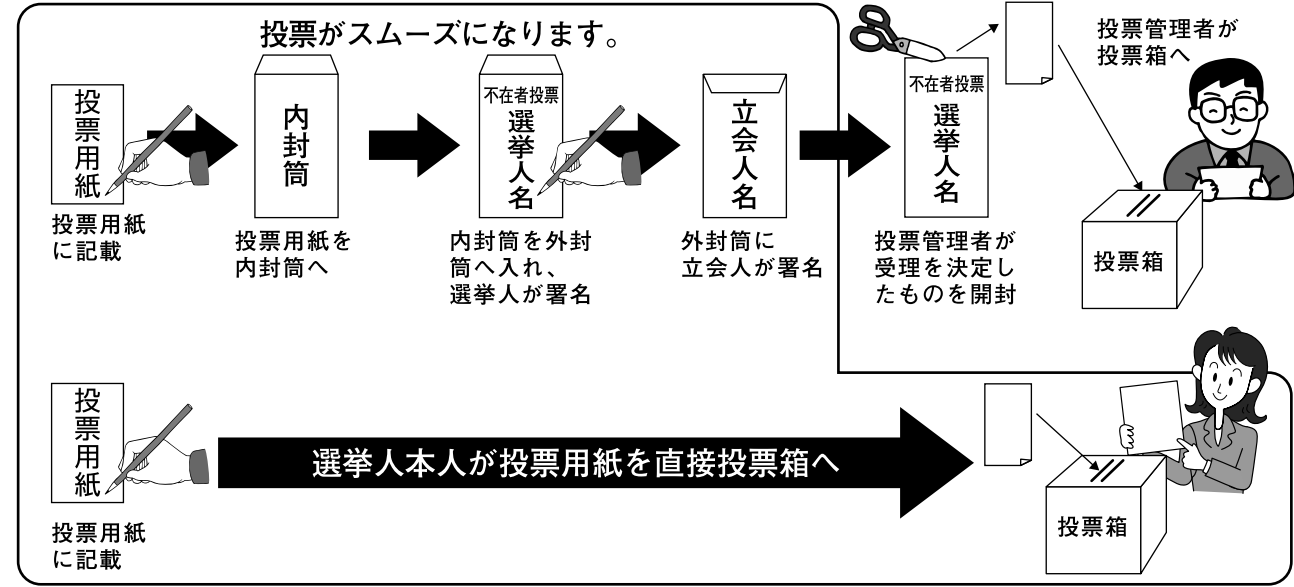 投票がスムーズになります。
投票用紙
投票用紙
に記載
内封筒
投票用紙を
内封筒へ
不在者投票
選挙人名
内封筒を外封
筒へ入れ、
選挙人が署名
立会人名
外封筒に
立会人が署名
不在者投票
選挙人名
投票管理者が
受理を決定し
たものを開封
投票管理者が
投票箱へ
投票箱
投票用紙
投票用紙
に記載
選挙人本人が投票用紙を直接投票箱へ
投票箱